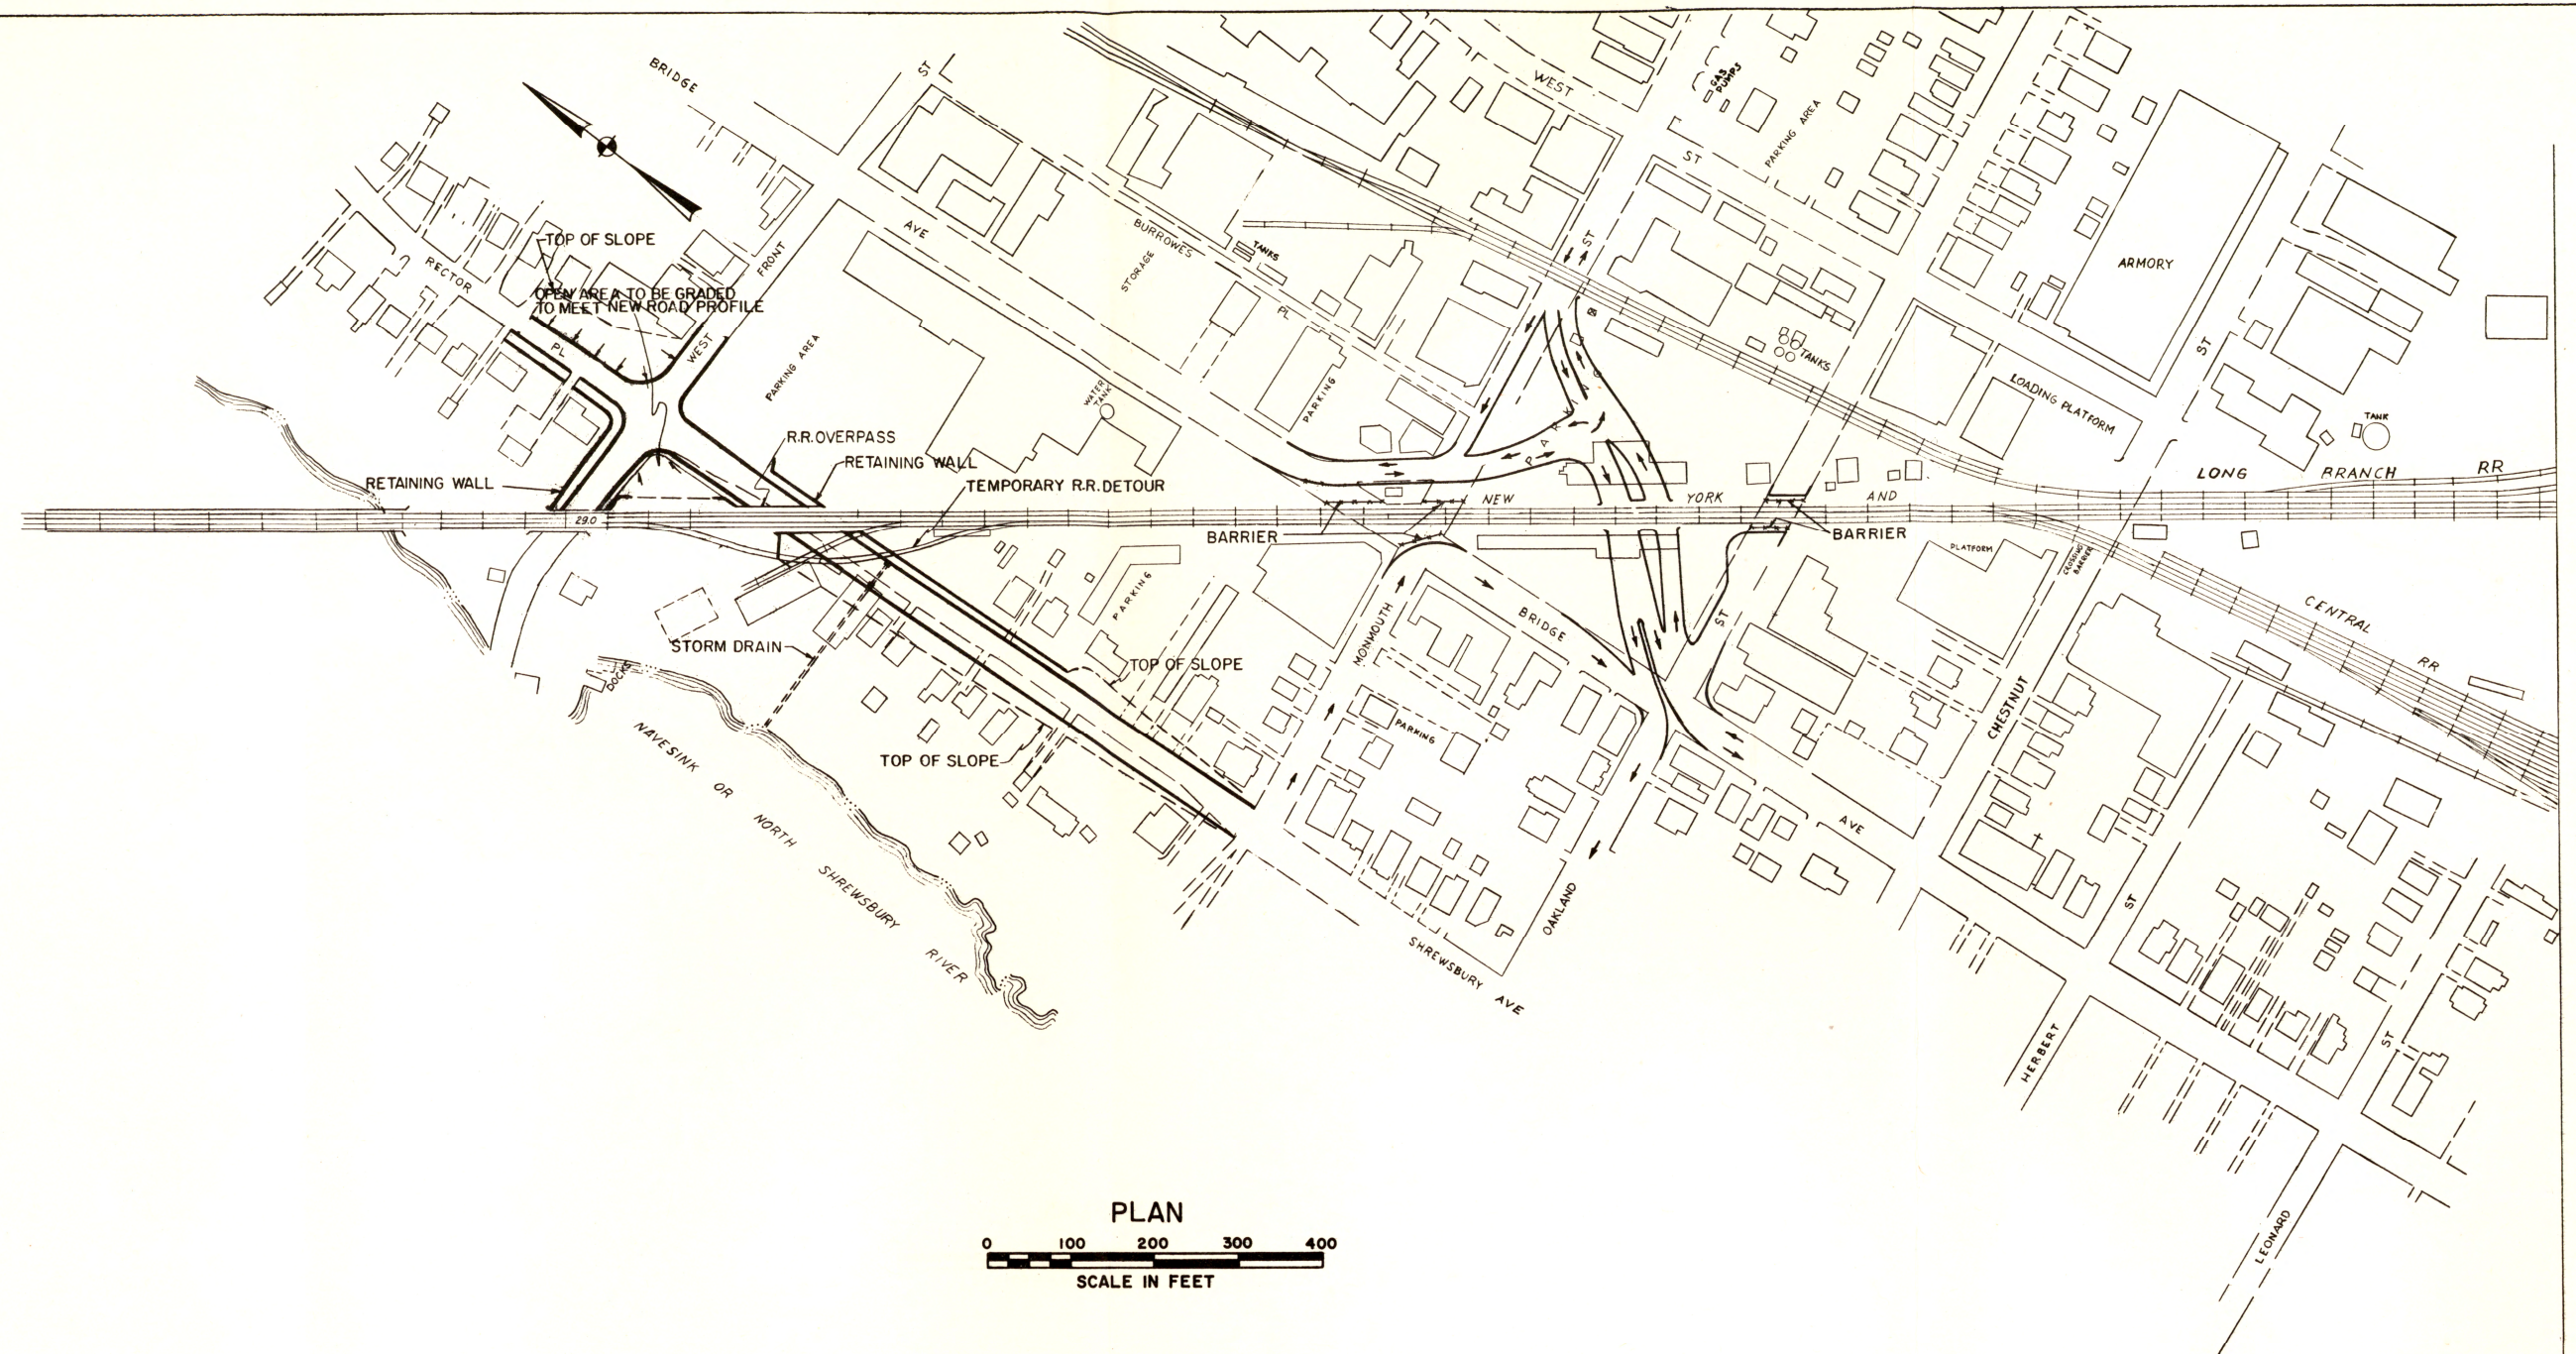 BRIDGE
ST
WEST
GAS
PUMPS
PARKING AREA
ST
AVE
BURROWES
STORAGE
TANKS
PL
ST
ARMORY
FRONT
TOP OF SLOPE
RECTOR
OPEN AREA TO BE GRADED
TO MEET NEW ROAD PROFILE
PL
WEST
PARKING AREA
WATER
TANK
PARKING
PARKING
TANKS
LOADING PLATFORM
ST
TANK
R.R. OVERPASS
RETAINING WALL
TEMPORARY R.R. DETOUR
RETAINING WALL
LONG BRANCH RR
NEW YORK AND
29.0
BARRIER
BARRIER
PLATFORM
CROSSING
BARRIER
CENTRAL
RR
PARKING
MONMOUTH
BRIDGE
ST
STORM DRAIN
TOP OF SLOPE
DOCKS
CHESTNUT
PARKING
TOP OF SLOPE
NAVESINK OR NORTH SHREWSBURY RIVER
AVE
OAKLAND
ST
SHREWSBURY AVE
HERBERT
ST
LEONARD
PLAN
0 100 200 300 400
SCALE IN FEET